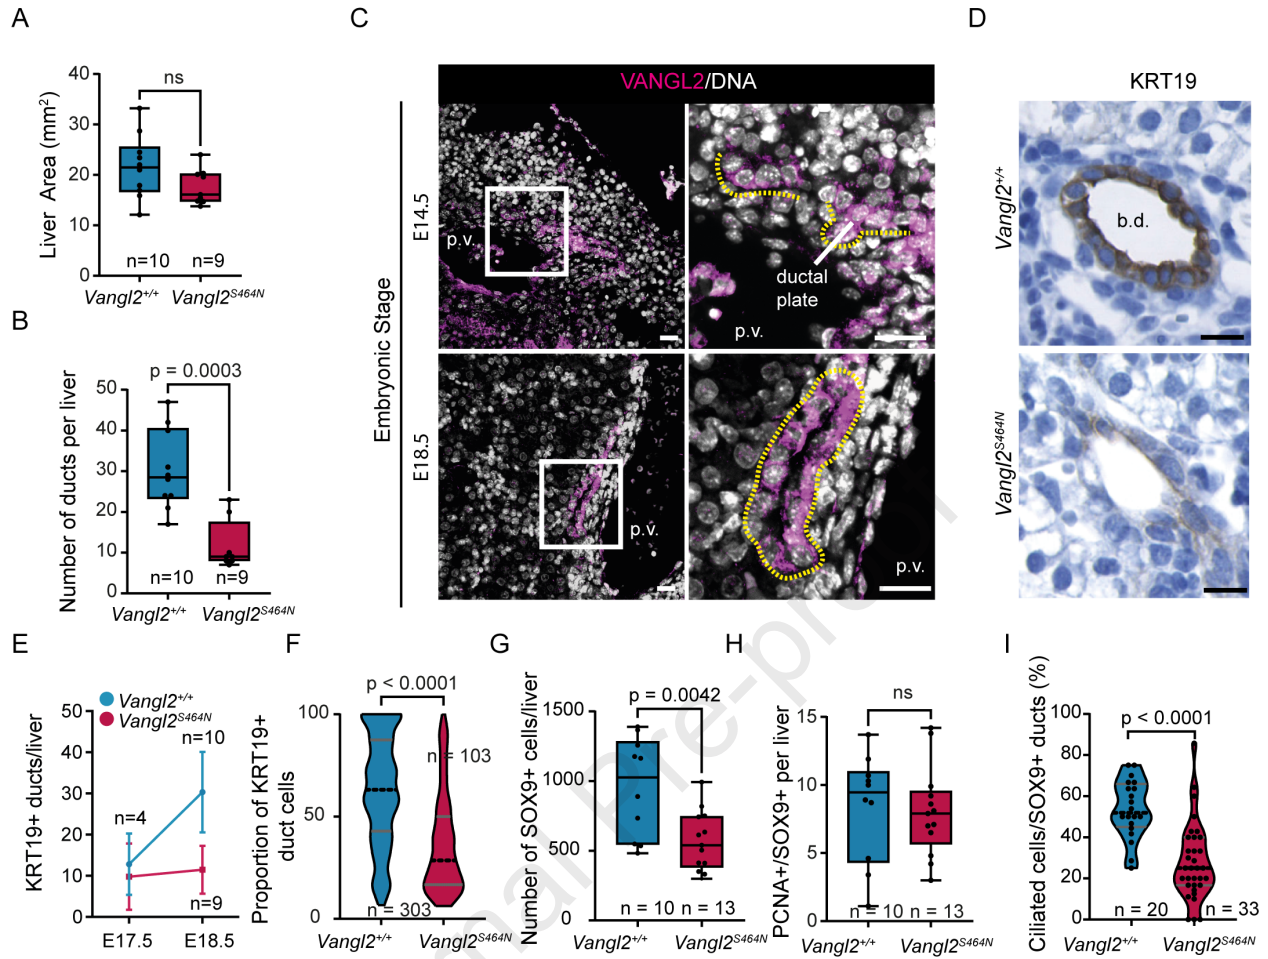 A
Liver Area (mm²)
40
30
20
10
0
ns
n=10
n=9
Vangl2+/+
Vangl2S464N
B
Number of ducts per liver
50
40
30
20
10
0
p = 0.0003
n=10
n=9
Vangl2+/+
Vangl2S464N
C
VANGL2/DNA
Embryonic Stage
E14.5
p.v.
ductal
plate
p.v.
E18.5
p.v.
p.v.
D
KRT19
Vangl2+/+
b.d.
Vangl2S464N
E
Vangl2+/+
Vangl2S464N
KRT19+ ducts/liver
50
40
30
20
10
0
n=10
n=4
n=9
E17.5
E18.5
F
Proportion of KRT19+
duct cells
100
50
0
p < 0.0001
n = 103
n = 303
Vangl2+/+
Vangl2S464N
G
Number of SOX9+ cells/liver
1500
1000
500
0
p = 0.0042
n = 10
n = 13
Vangl2+/+
Vangl2S464N
H
PCNA+/SOX9+ per liver
15
10
5
0
ns
n = 10
n = 13
Vangl2+/+
Vangl2S464N
I
Ciliated cells/SOX9+ ducts (%)
100
80
60
40
20
0
p < 0.0001
n = 20
n = 33
Vangl2+/+
Vangl2S464N